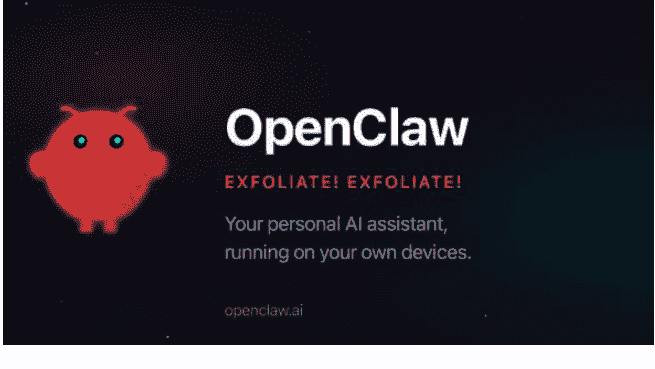 OpenClaw
EXFOLIATE! EXFOLIATE!
Your personal AI assistant,
running on your own devices.
openclaw.ai